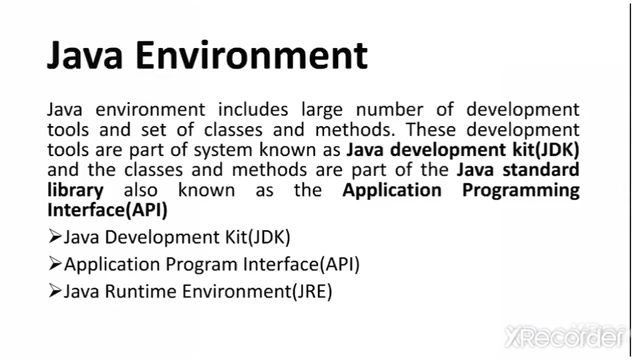 Java Environment
Java environment includes large number of development
tools and set of classes and methods. These development
tools are part of system known as Java development kit(JDK)
and the classes and methods are part of the Java standard
library also known as the Application Programming
Interface(API)
➢Java Development Kit(JDK)
➢Application Program Interface(API)
➢Java Runtime Environment(JRE)
XRecorder